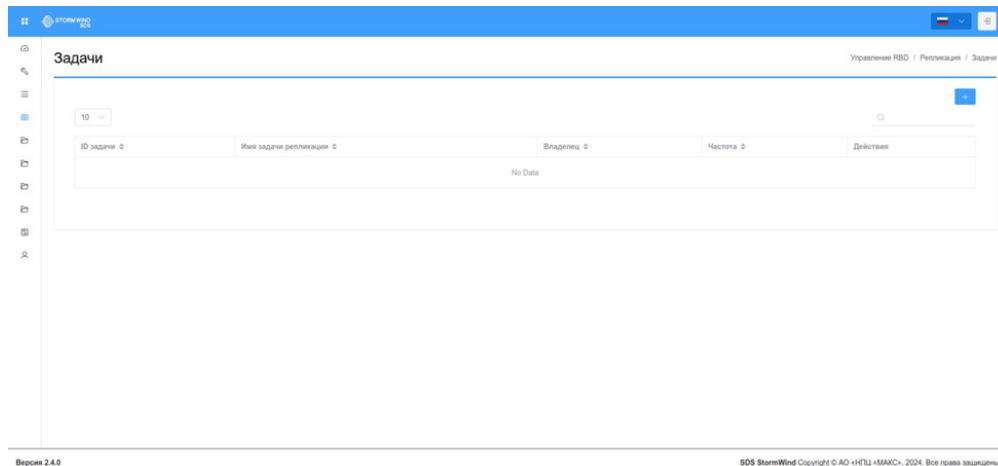 STORMWIND
SDS
Задачи
Управление RBD / Репликация / Задачи
10
ID задачи Имя задачи репликации Владелец Частота Действия
No Data
Версия 2.4.0
SDS StormWind Copyright © АО «НПЦ «МАКС», 2024. Все права защищены